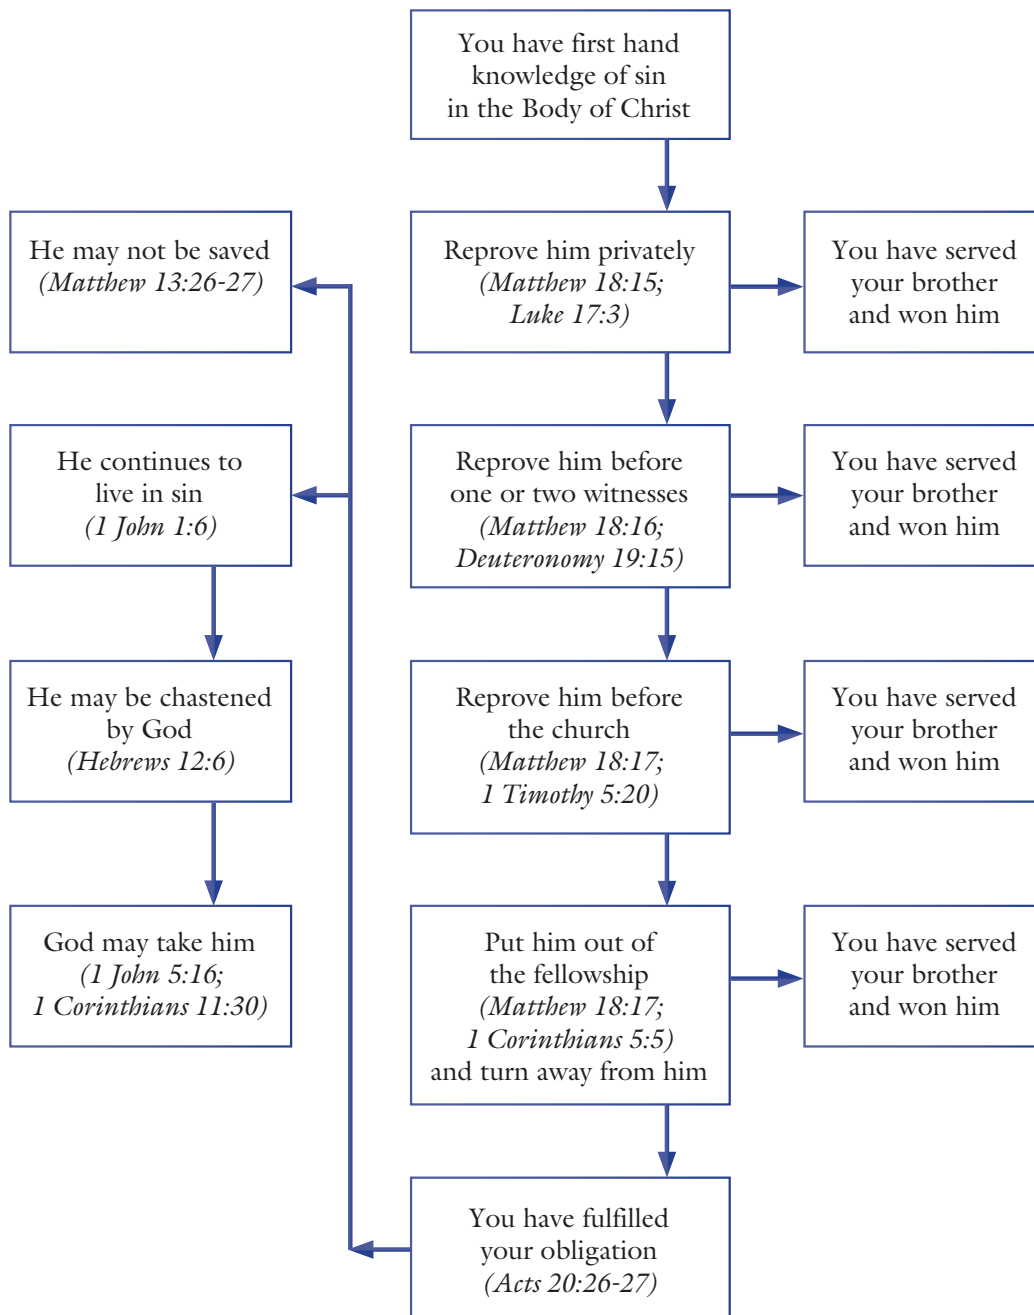 You have first hand
knowledge of sin
in the Body of Christ
He may not be saved
(Matthew 13:26-27)
Reprove him privately
(Matthew 18:15;
Luke 17:3)
You have served
your brother
and won him
He continues to
live in sin
(1 John 1:6)
Reprove him before
one or two witnesses
(Matthew 18:16;
Deuteronomy 19:15)
You have served
your brother
and won him
He may be chastened
by God
(Hebrews 12:6)
Reprove him before
the church
(Matthew 18:17;
1 Timothy 5:20)
You have served
your brother
and won him
God may take him
(1 John 5:16;
1 Corinthians 11:30)
Put him out of
the fellowship
(Matthew 18:17;
1 Corinthians 5:5)
and turn away from him
You have served
your brother
and won him
You have fulfilled
your obligation
(Acts 20:26-27)